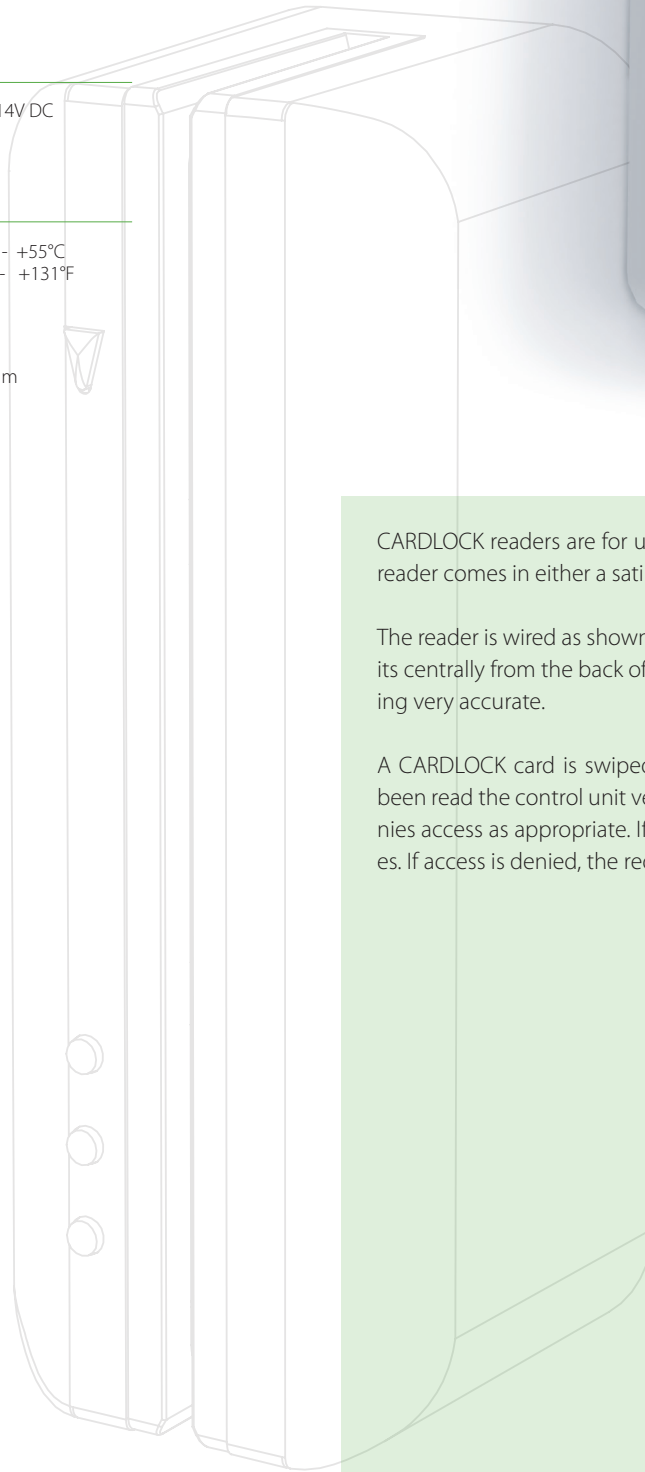 14V DC
- +55°C
- +131°F
m
CARDLOCK readers are for u
reader comes in either a sati
The reader is wired as shown
its centrally from the back of
ing very accurate.
A CARDLOCK card is swiped
been read the control unit ve
nies access as appropriate. If
es. If access is denied, the rec